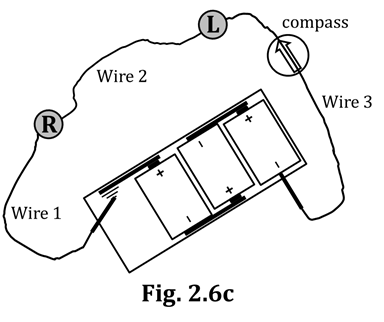 L
compass
Wire 2
Wire 3
R
Wire 1
+
−
+
−
+
−
Fig. 2.6c